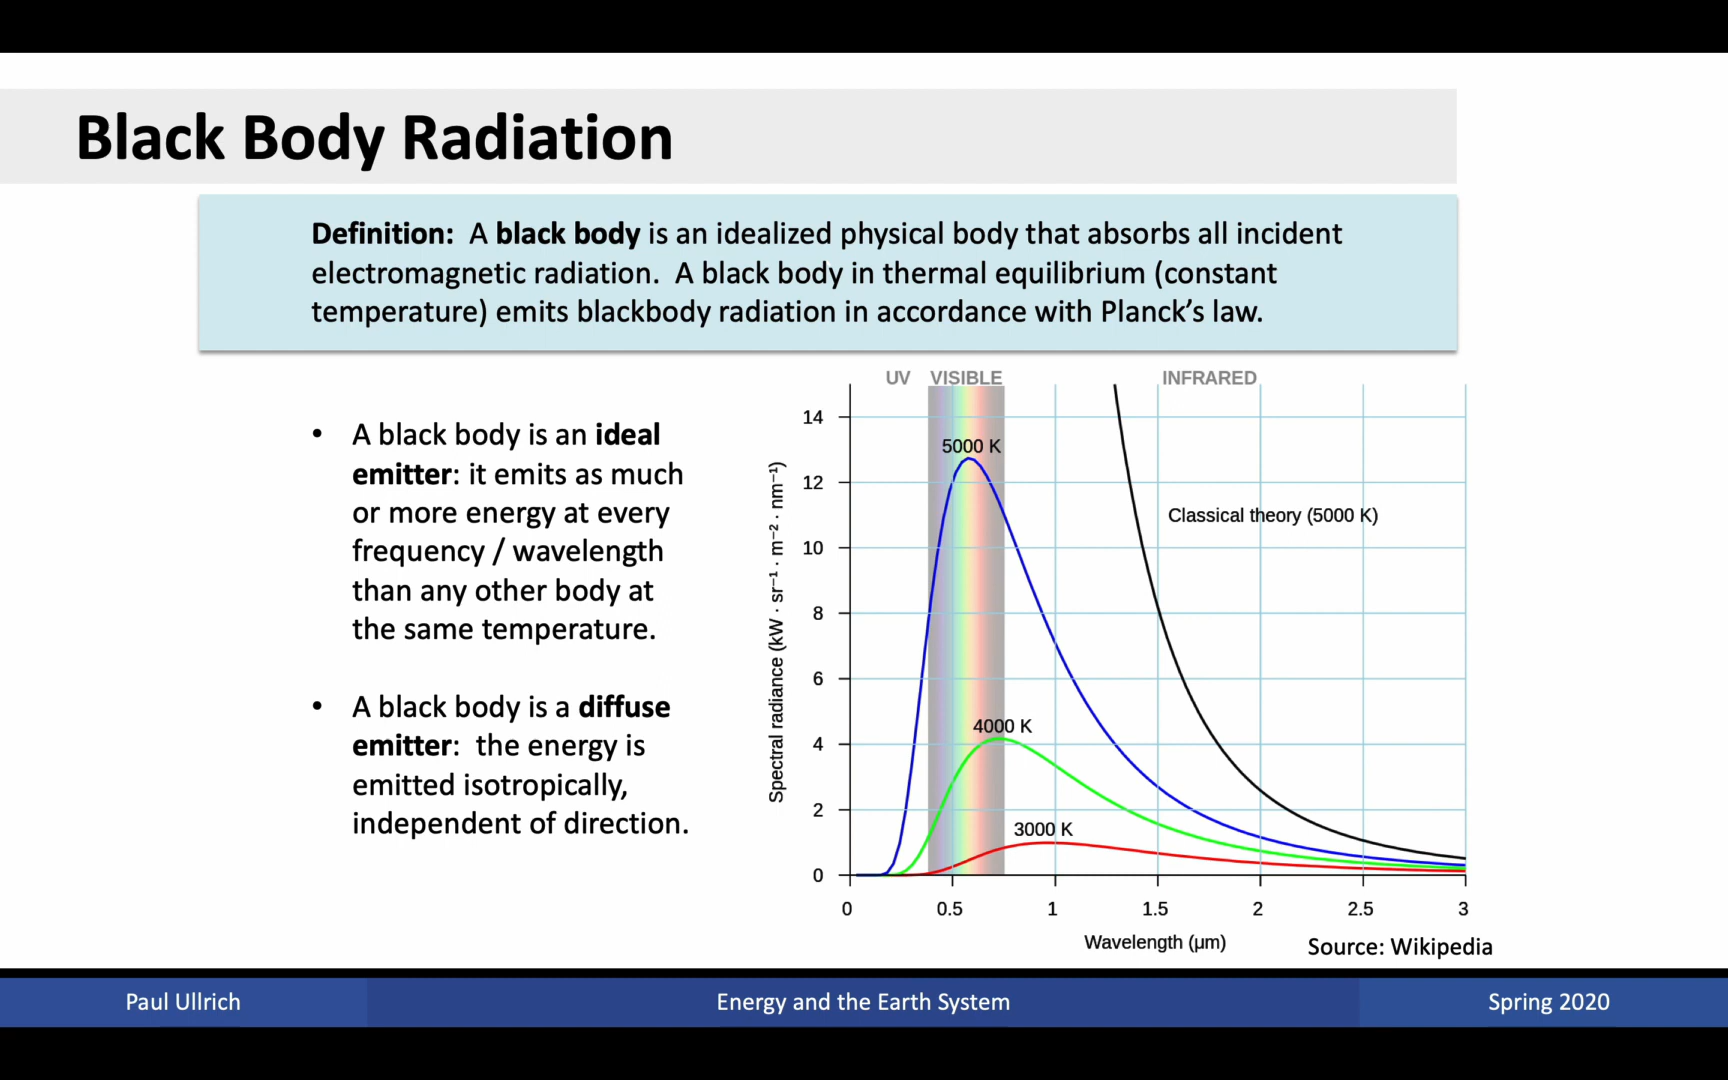 Black Body Radiation
Definition: A black body is an idealized physical body that absorbs all incident
electromagnetic radiation. A black body in thermal equilibrium (constant
temperature) emits blackbody radiation in accordance with Planck’s law.
• A black body is an ideal
emitter: it emits as much
or more energy at every
frequency / wavelength
than any other body at
the same temperature.
• A black body is a diffuse
emitter: the energy is
emitted isotropically,
independent of direction.
UV VISIBLE INFRARED
14
12
10
8
6
4
2
0
Spectral radiance (kW · sr⁻¹ · m⁻² · nm⁻¹)
5000 K
Classical theory (5000 K)
4000 K
3000 K
0 0.5 1 1.5 2 2.5 3
Wavelength (μm)
Source: Wikipedia
Paul Ullrich
Energy and the Earth System
Spring 2020